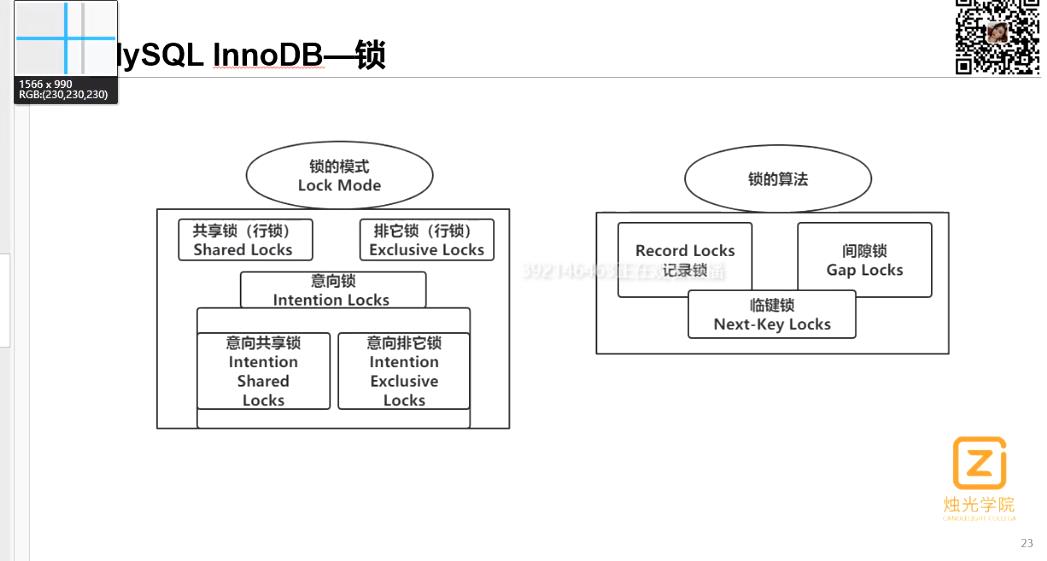 1566 x 990
RGB:(230,230,230)
ySQL InnoDB—锁
锁的模式
Lock Mode
共享锁（行锁）
Shared Locks
排它锁（行锁）
Exclusive Locks
意向锁
Intention Locks
意向共享锁
Intention
Shared
Locks
意向排它锁
Intention
Exclusive
Locks
锁的算法
Record Locks
记录锁
间隙锁
Gap Locks
临键锁
Next-Key Locks
烛光学院
CANDLELIGHT COLLEGE
23